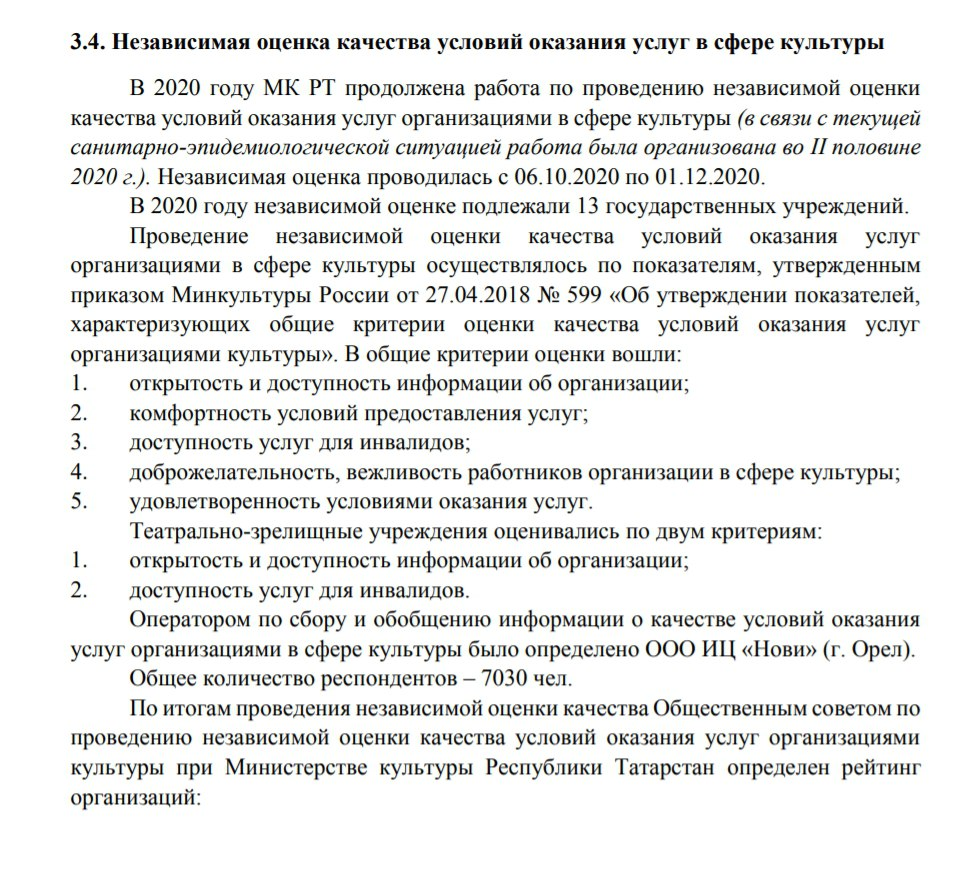 3.4. Независимая оценка качества условий оказания услуг в сфере культуры
В 2020 году МК РТ продолжена работа по проведению независимой оценки
качества условий оказания услуг организациями в сфере культуры (в связи с текущей
санитарно-эпидемиологической ситуацией работа была организована во II половине
2020 г.). Независимая оценка проводилась с 06.10.2020 по 01.12.2020.
В 2020 году независимой оценке подлежали 13 государственных учреждений.
Проведение независимой оценки качества условий оказания услуг
организациями в сфере культуры осуществлялось по показателям, утвержденным
приказом Минкультуры России от 27.04.2018 № 599 «Об утверждении показателей,
характеризующих общие критерии оценки качества условий оказания услуг
организациями культуры». В общие критерии оценки вошли:
1. открытость и доступность информации об организации;
2. комфортность условий предоставления услуг;
3. доступность услуг для инвалидов;
4. доброжелательность, вежливость работников организации в сфере культуры;
5. удовлетворенность условиями оказания услуг.
Театрально-зрелищные учреждения оценивались по двум критериям:
1. открытость и доступность информации об организации;
2. доступность услуг для инвалидов.
Оператором по сбору и обобщению информации о качестве условий оказания
услуг организациями в сфере культуры было определено ООО ИЦ «Нови» (г. Орел).
Общее количество респондентов – 7030 чел.
По итогам проведения независимой оценки качества Общественным советом по
проведению независимой оценки качества условий оказания услуг организациями
культуры при Министерстве культуры Республики Татарстан определен рейтинг
организаций: